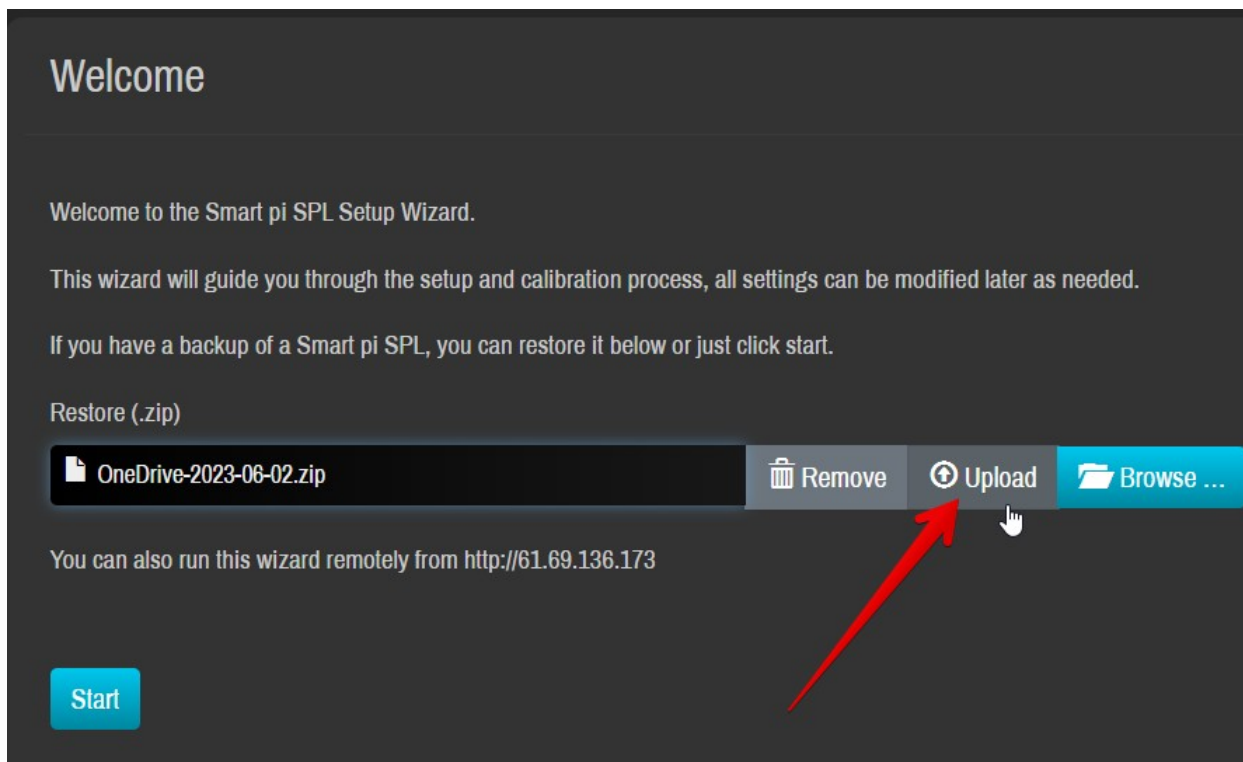 Welcome
Welcome to the Smart pi SPL Setup Wizard.
This wizard will guide you through the setup and calibration process, all settings can be modified later as needed.
If you have a backup of a Smart pi SPL, you can restore it below or just click start.
Restore (.zip)
OneDrive-2023-06-02.zip Remove Upload Browse ...
You can also run this wizard remotely from http://61.69.136.173
Start